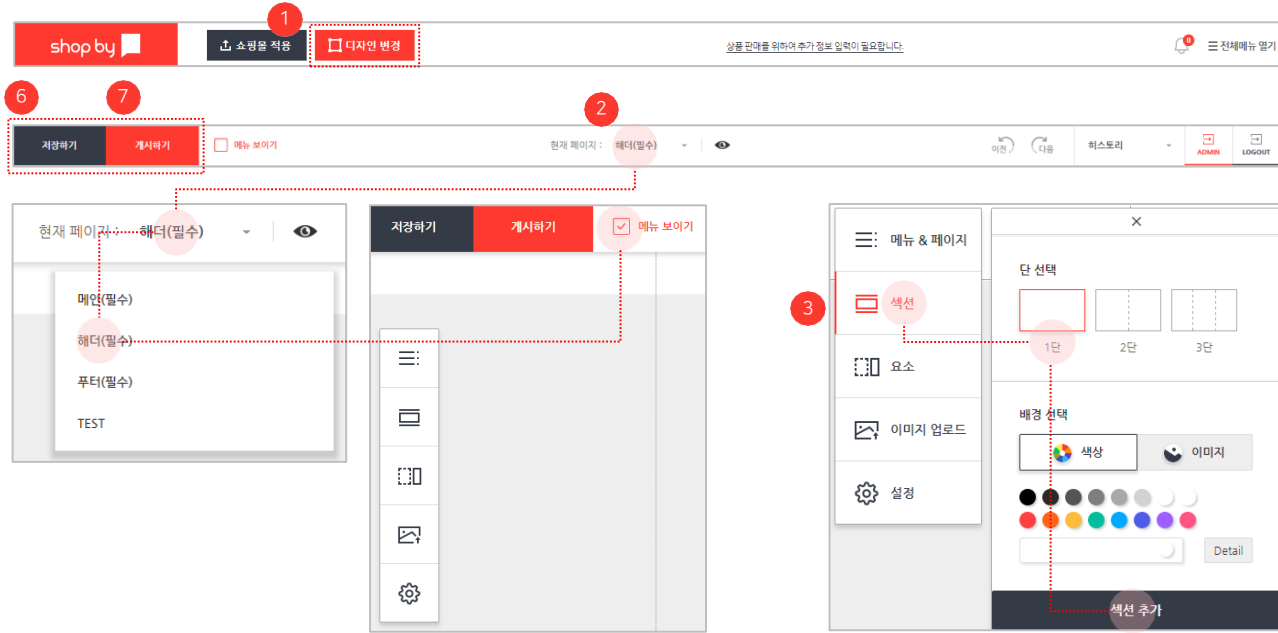 1
shop by
쇼핑몰 적용
디자인 변경
상품 판매를 위하여 추가 정보 입력이 필요합니다.
0
전체메뉴 열기
6
7
2
저장하기
게시하기
메뉴 보이기
현재 페이지 :
해더(필수)
이전
다음
히스토리
ADMIN
LOGOUT
현재 페이지 :
해더(필수)
메인(필수)
해더(필수)
푸터(필수)
TEST
저장하기
게시하기
메뉴 보이기
3
메뉴 & 페이지
섹션
요소
이미지 업로드
설정
단 선택
1단
2단
3단
배경 선택
색상
이미지
Detail
섹션 추가